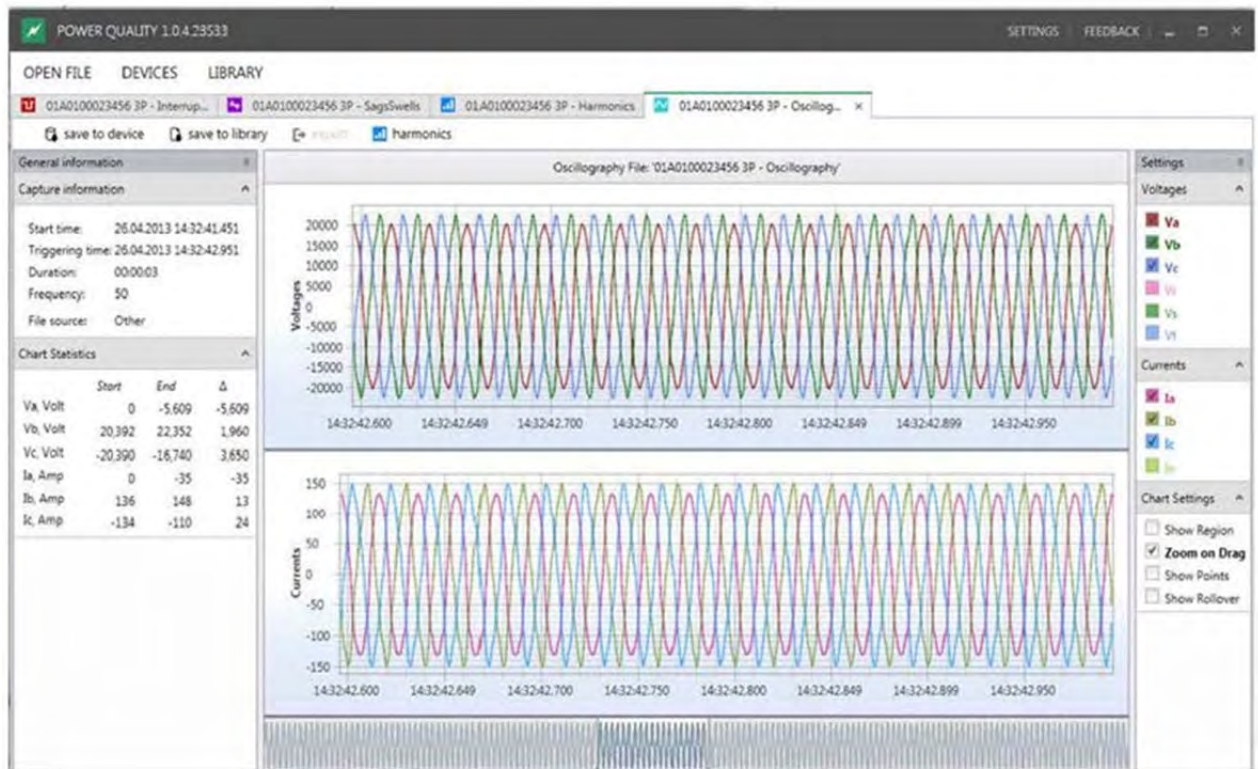 POWER QUALITY 1.0.4.23533 SETTINGS FEEDBACK
OPEN FILE DEVICES LIBRARY
01A0100023456 3P - Interrup... 01A0100023456 3P - SagsSwells 01A0100023456 3P - Harmonics 01A0100023456 3P - Oscillog...
save to device save to library harmonics
General information
Capture information
Start time: 26.04.2013 14:32:41.451
Triggering time: 26.04.2013 14:32:42.951
Duration: 00:00:03
Frequency: 50
File source: Other
Chart Statistics
Start End Δ
Va, Volt 0 -5,609 -5,609
Vb, Volt 20,392 22,352 1,960
Vc, Volt -20,390 -16,740 3,650
Ia, Amp 0 -35 -35
Ib, Amp 136 148 13
Ic, Amp -134 -110 24
Oscillography File: '01A0100023456 3P - Oscillography'
Voltages
20000
15000
10000
5000
0
-5000
-10000
-15000
-20000
14:32:42.600 14:32:42.649 14:32:42.700 14:32:42.750 14:32:42.800 14:32:42.849 14:32:42.899 14:32:42.950
Currents
150
100
50
0
-50
-100
-150
14:32:42.600 14:32:42.649 14:32:42.700 14:32:42.750 14:32:42.800 14:32:42.849 14:32:42.899 14:32:42.950
Settings
Voltages
Va
Vb
Vc
Vs
Currents
Ia
Ib
Ic
Chart Settings
Show Region
Zoom on Drag
Show Points
Show Rollover